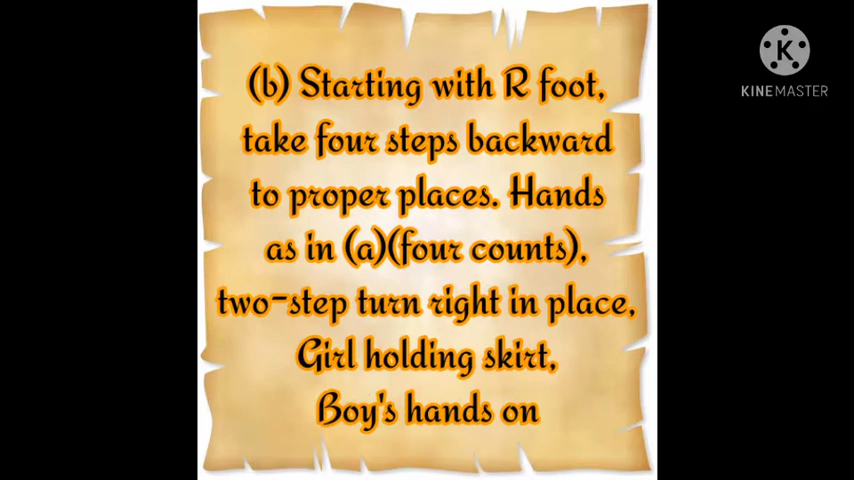 (b) Starting with R foot,
take four steps backward
to proper places. Hands
as in (a)(four counts),
two-step turn right in place,
Girl holding skirt,
Boy's hands on
K
KINEMASTER